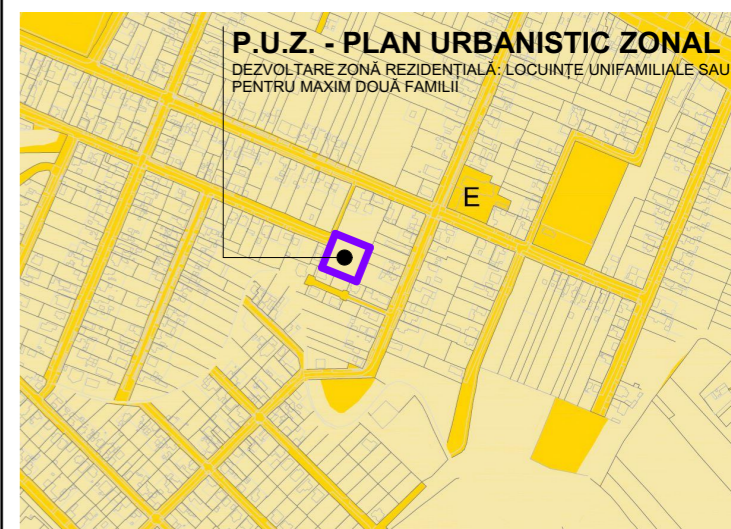 P.U.Z. - PLAN URBANISTIC ZONAL
DEZVOLTARE ZONĂ REZIDENȚIALĂ: LOCUINȚE UNIFAMILIALE SAU
PENTRU MAXIM DOUĂ FAMILII
E